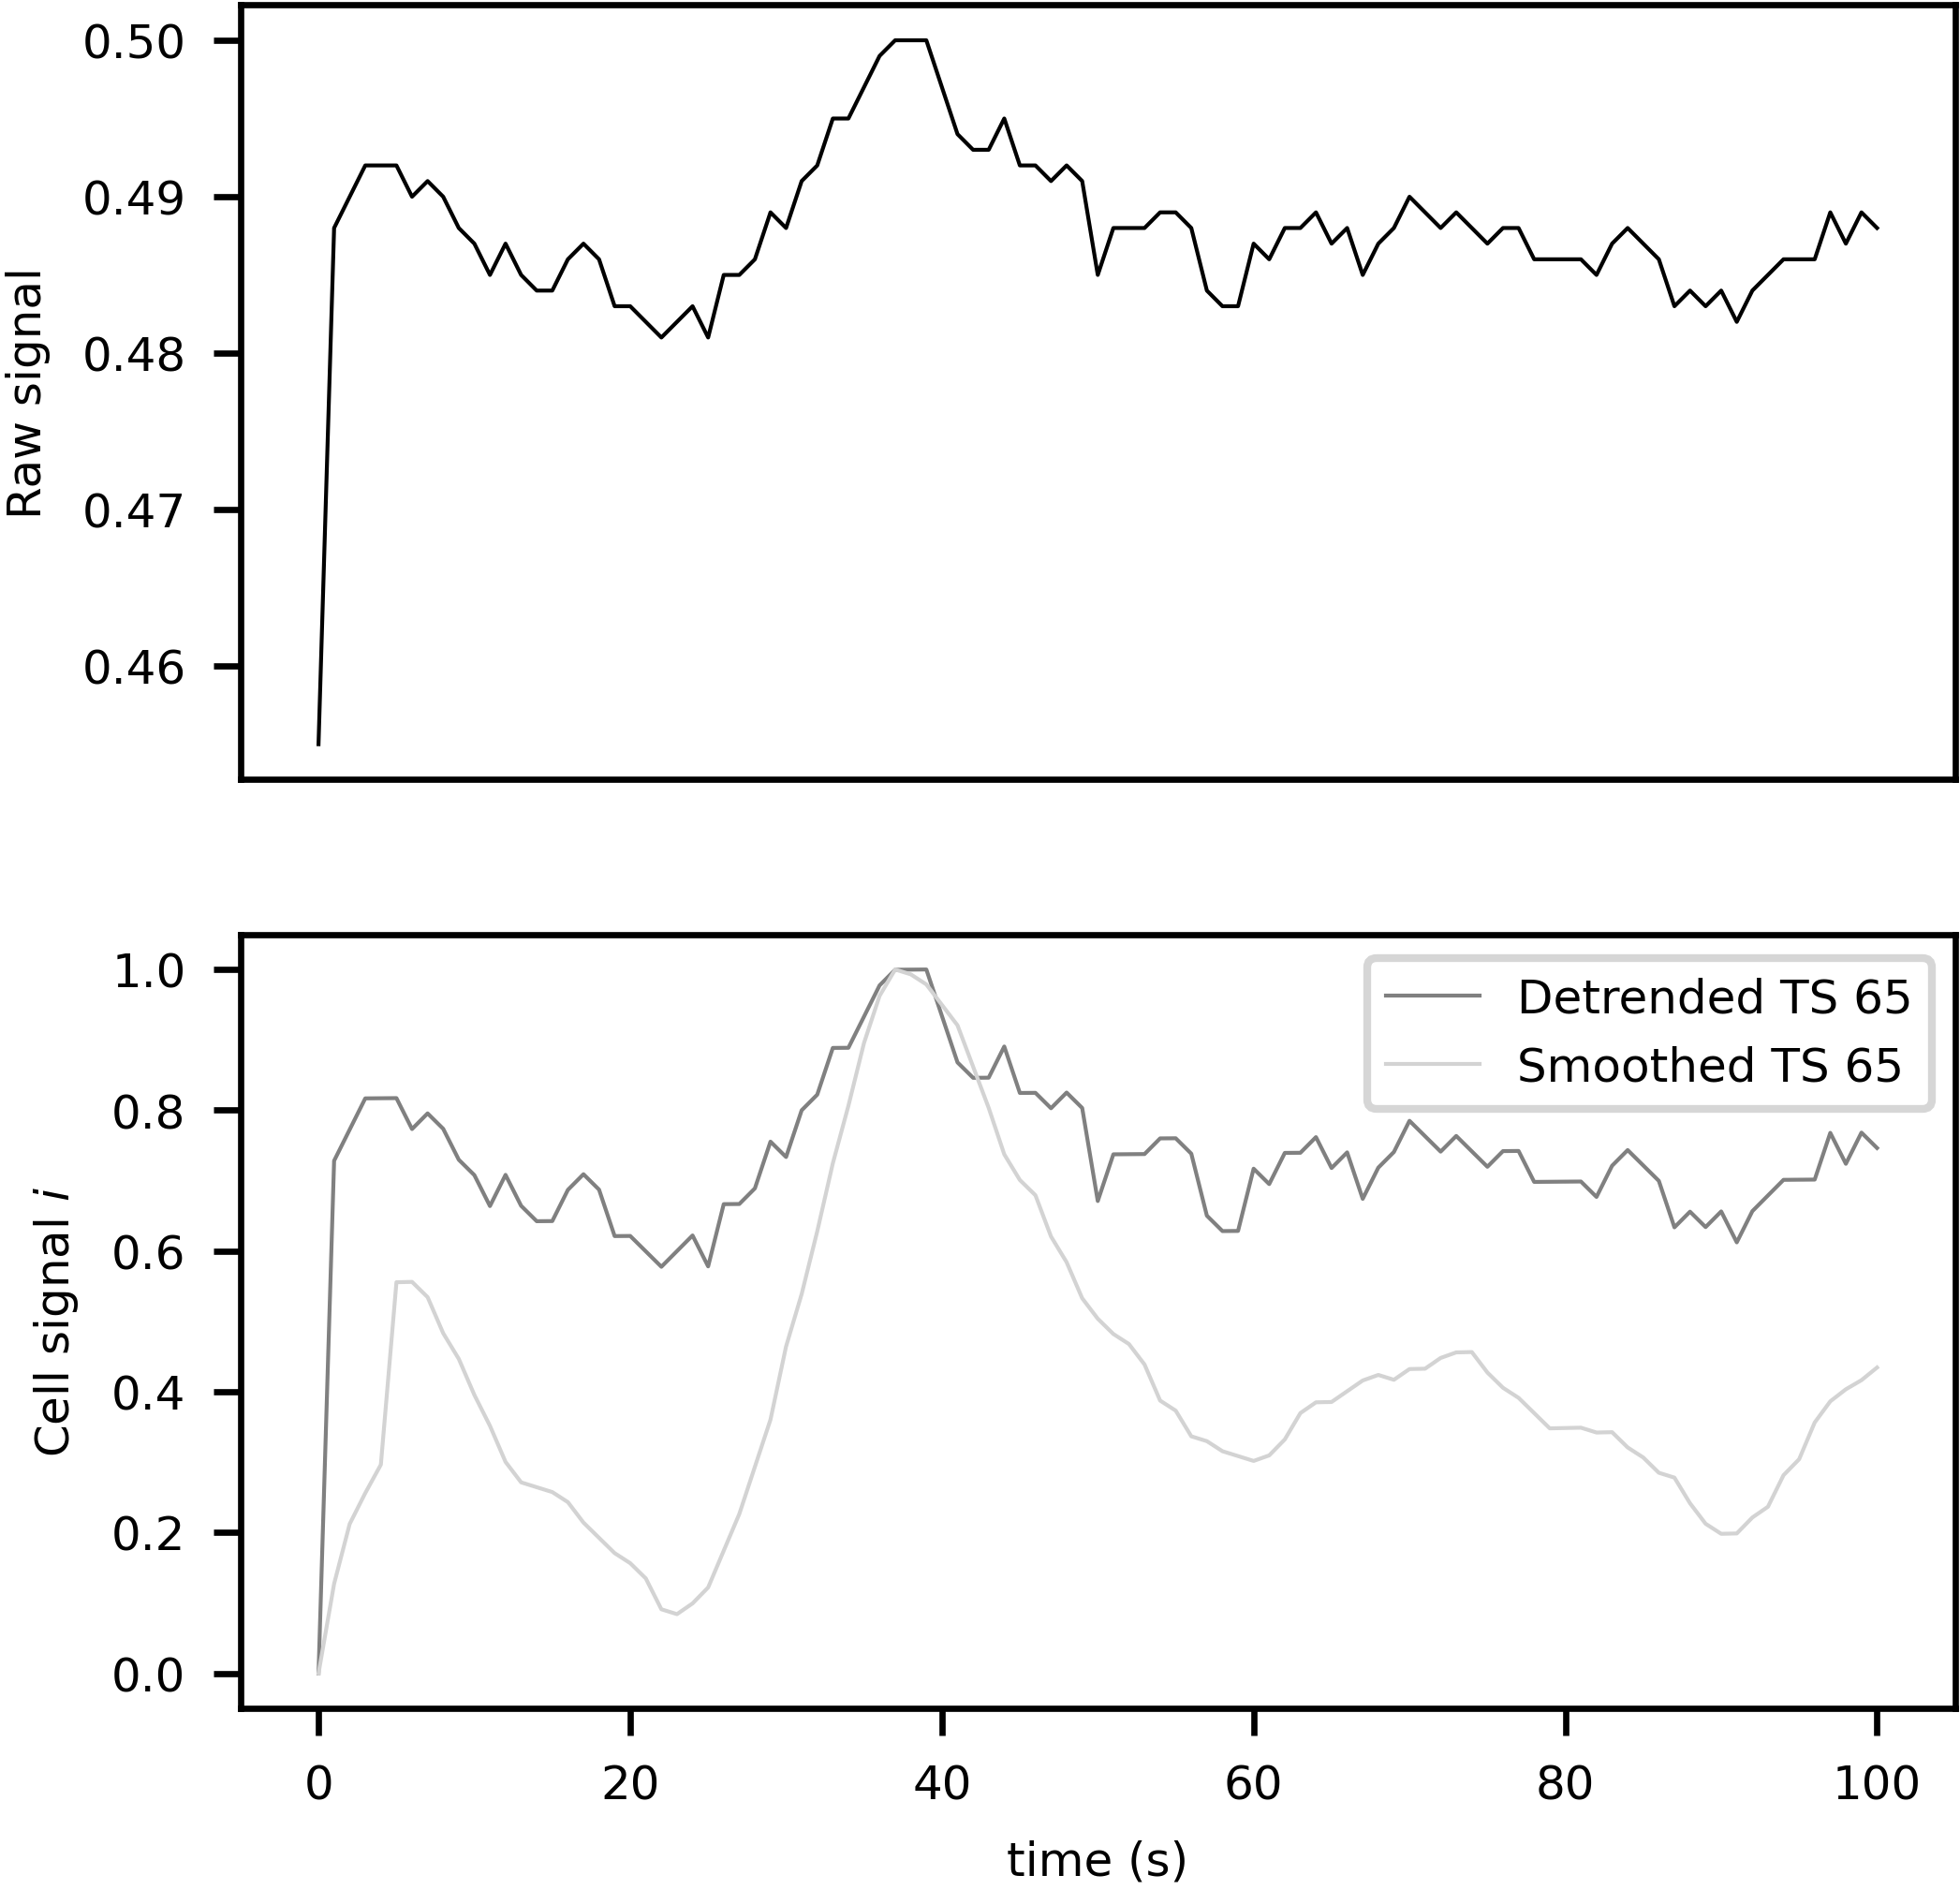 0.50
0.49
0.48
0.47
0.46
Raw signal
1.0
0.8
0.6
0.4
0.2
0.0
Cell signal i
Detrended TS 65
Smoothed TS 65
0 20 40 60 80 100
time (s)